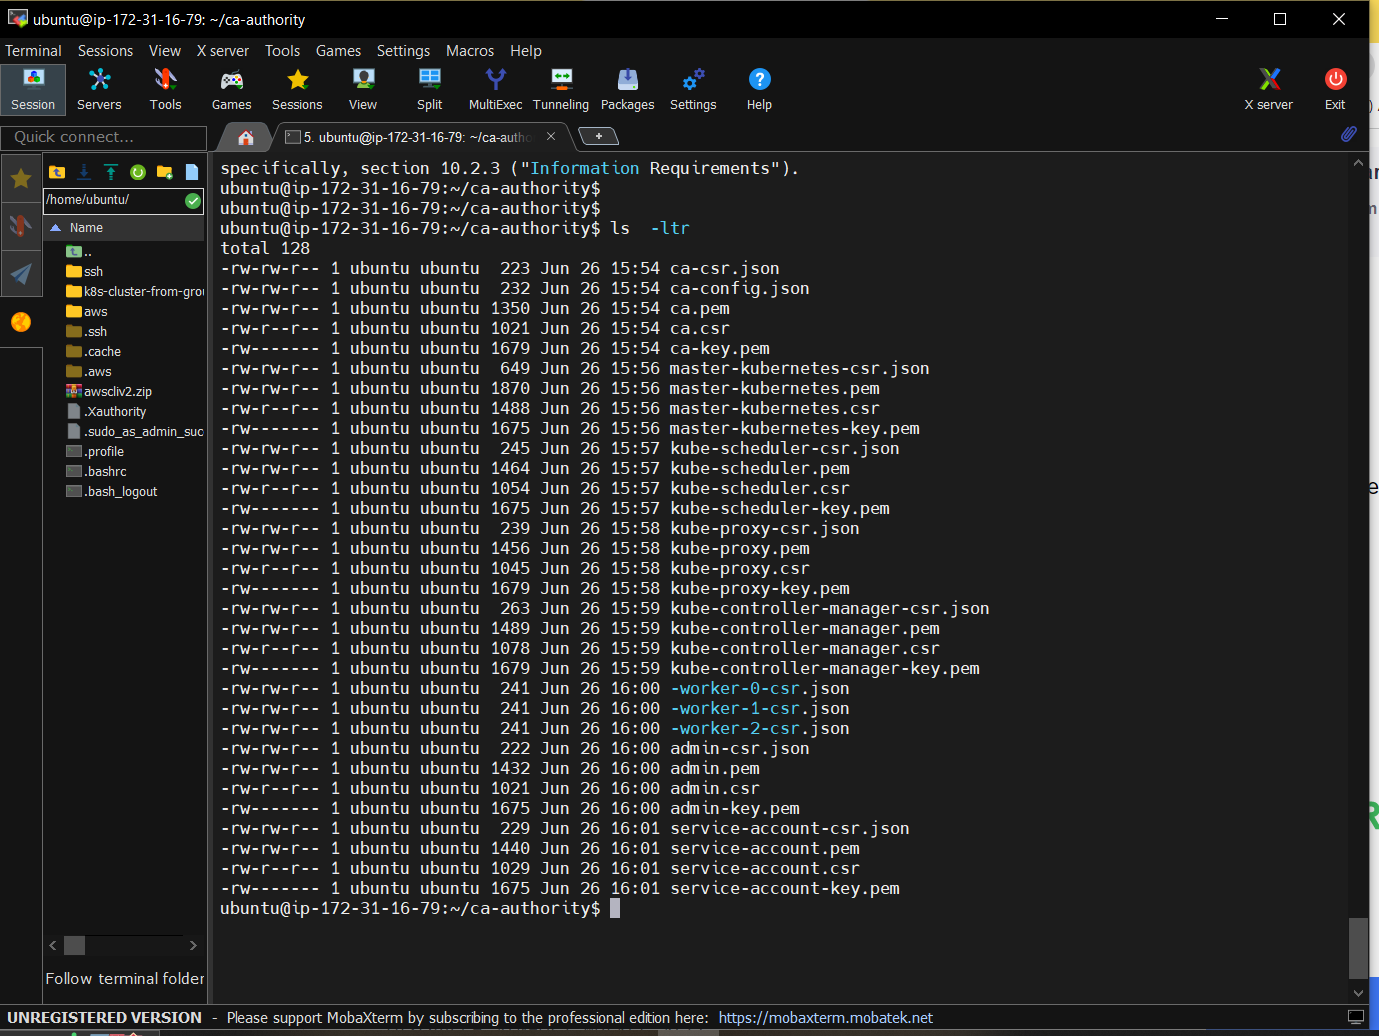 ubuntu@ip-172-31-16-79: ~/ca-authority
Terminal Sessions View X server Tools Games Settings Macros Help
Session Servers Tools Games Sessions View Split MultiExec Tunneling Packages Settings Help X server Exit
Quick connect...
5. ubuntu@ip-172-31-16-79: ~/ca-autho
/home/ubuntu/
Name
..
ssh
k8s-cluster-from-grou
aws
.ssh
.cache
.aws
awscliv2.zip
.Xauthority
.sudo_as_admin_suc
.profile
.bashrc
.bash_logout
Follow terminal folder
specifically, section 10.2.3 ("Information Requirements").
ubuntu@ip-172-31-16-79:~/ca-authority$
ubuntu@ip-172-31-16-79:~/ca-authority$
ubuntu@ip-172-31-16-79:~/ca-authority$ ls  -ltr
total 128
-rw-rw-r-- 1 ubuntu ubuntu  223 Jun 26 15:54 ca-csr.json
-rw-rw-r-- 1 ubuntu ubuntu  232 Jun 26 15:54 ca-config.json
-rw-rw-r-- 1 ubuntu ubuntu 1350 Jun 26 15:54 ca.pem
-rw-r--r-- 1 ubuntu ubuntu 1021 Jun 26 15:54 ca.csr
-rw------- 1 ubuntu ubuntu 1679 Jun 26 15:54 ca-key.pem
-rw-rw-r-- 1 ubuntu ubuntu  649 Jun 26 15:56 master-kubernetes-csr.json
-rw-rw-r-- 1 ubuntu ubuntu 1870 Jun 26 15:56 master-kubernetes.pem
-rw-r--r-- 1 ubuntu ubuntu 1488 Jun 26 15:56 master-kubernetes.csr
-rw------- 1 ubuntu ubuntu 1675 Jun 26 15:56 master-kubernetes-key.pem
-rw-rw-r-- 1 ubuntu ubuntu  245 Jun 26 15:57 kube-scheduler-csr.json
-rw-rw-r-- 1 ubuntu ubuntu 1464 Jun 26 15:57 kube-scheduler.pem
-rw-r--r-- 1 ubuntu ubuntu 1054 Jun 26 15:57 kube-scheduler.csr
-rw------- 1 ubuntu ubuntu 1675 Jun 26 15:57 kube-scheduler-key.pem
-rw-rw-r-- 1 ubuntu ubuntu  239 Jun 26 15:58 kube-proxy-csr.json
-rw-rw-r-- 1 ubuntu ubuntu 1456 Jun 26 15:58 kube-proxy.pem
-rw-r--r-- 1 ubuntu ubuntu 1045 Jun 26 15:58 kube-proxy.csr
-rw------- 1 ubuntu ubuntu 1679 Jun 26 15:58 kube-proxy-key.pem
-rw-rw-r-- 1 ubuntu ubuntu  263 Jun 26 15:59 kube-controller-manager-csr.json
-rw-rw-r-- 1 ubuntu ubuntu 1489 Jun 26 15:59 kube-controller-manager.pem
-rw-r--r-- 1 ubuntu ubuntu 1078 Jun 26 15:59 kube-controller-manager.csr
-rw------- 1 ubuntu ubuntu 1679 Jun 26 15:59 kube-controller-manager-key.pem
-rw-rw-r-- 1 ubuntu ubuntu  241 Jun 26 16:00 -worker-0-csr.json
-rw-rw-r-- 1 ubuntu ubuntu  241 Jun 26 16:00 -worker-1-csr.json
-rw-rw-r-- 1 ubuntu ubuntu  241 Jun 26 16:00 -worker-2-csr.json
-rw-rw-r-- 1 ubuntu ubuntu  222 Jun 26 16:00 admin-csr.json
-rw-rw-r-- 1 ubuntu ubuntu 1432 Jun 26 16:00 admin.pem
-rw-r--r-- 1 ubuntu ubuntu 1021 Jun 26 16:00 admin.csr
-rw------- 1 ubuntu ubuntu 1675 Jun 26 16:00 admin-key.pem
-rw-rw-r-- 1 ubuntu ubuntu  229 Jun 26 16:01 service-account-csr.json
-rw-rw-r-- 1 ubuntu ubuntu 1440 Jun 26 16:01 service-account.pem
-rw-r--r-- 1 ubuntu ubuntu 1029 Jun 26 16:01 service-account.csr
-rw------- 1 ubuntu ubuntu 1675 Jun 26 16:01 service-account-key.pem
ubuntu@ip-172-31-16-79:~/ca-authority$
UNREGISTERED VERSION - Please support MobaXterm by subscribing to the professional edition here: https://mobaxterm.mobatek.net